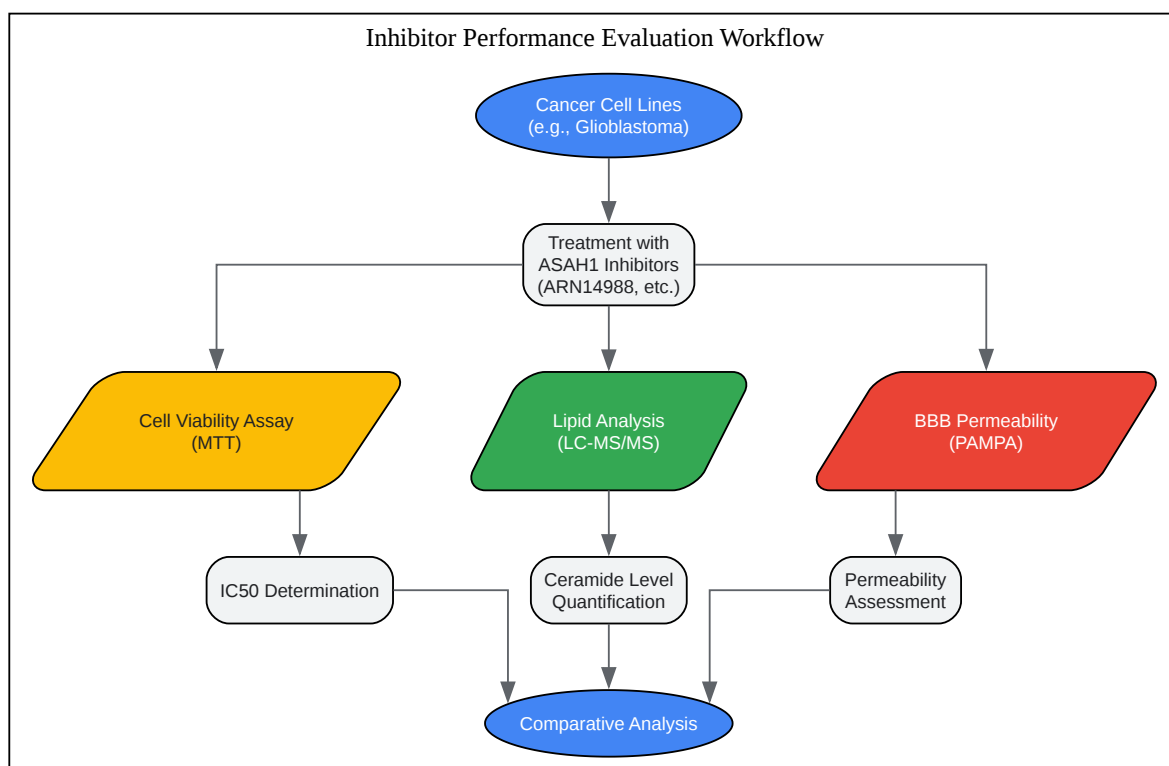 Inhibitor Performance Evaluation Workflow
Cancer Cell Lines
(e.g., Glioblastoma)
Treatment with
ASAH1 Inhibitors
(ARN14988, etc.)
Cell Viability Assay
(MTT)
Lipid Analysis
(LC-MS/MS)
BBB Permeability
(PAMPA)
IC50 Determination
Ceramide Level
Quantification
Permeability
Assessment
Comparative Analysis